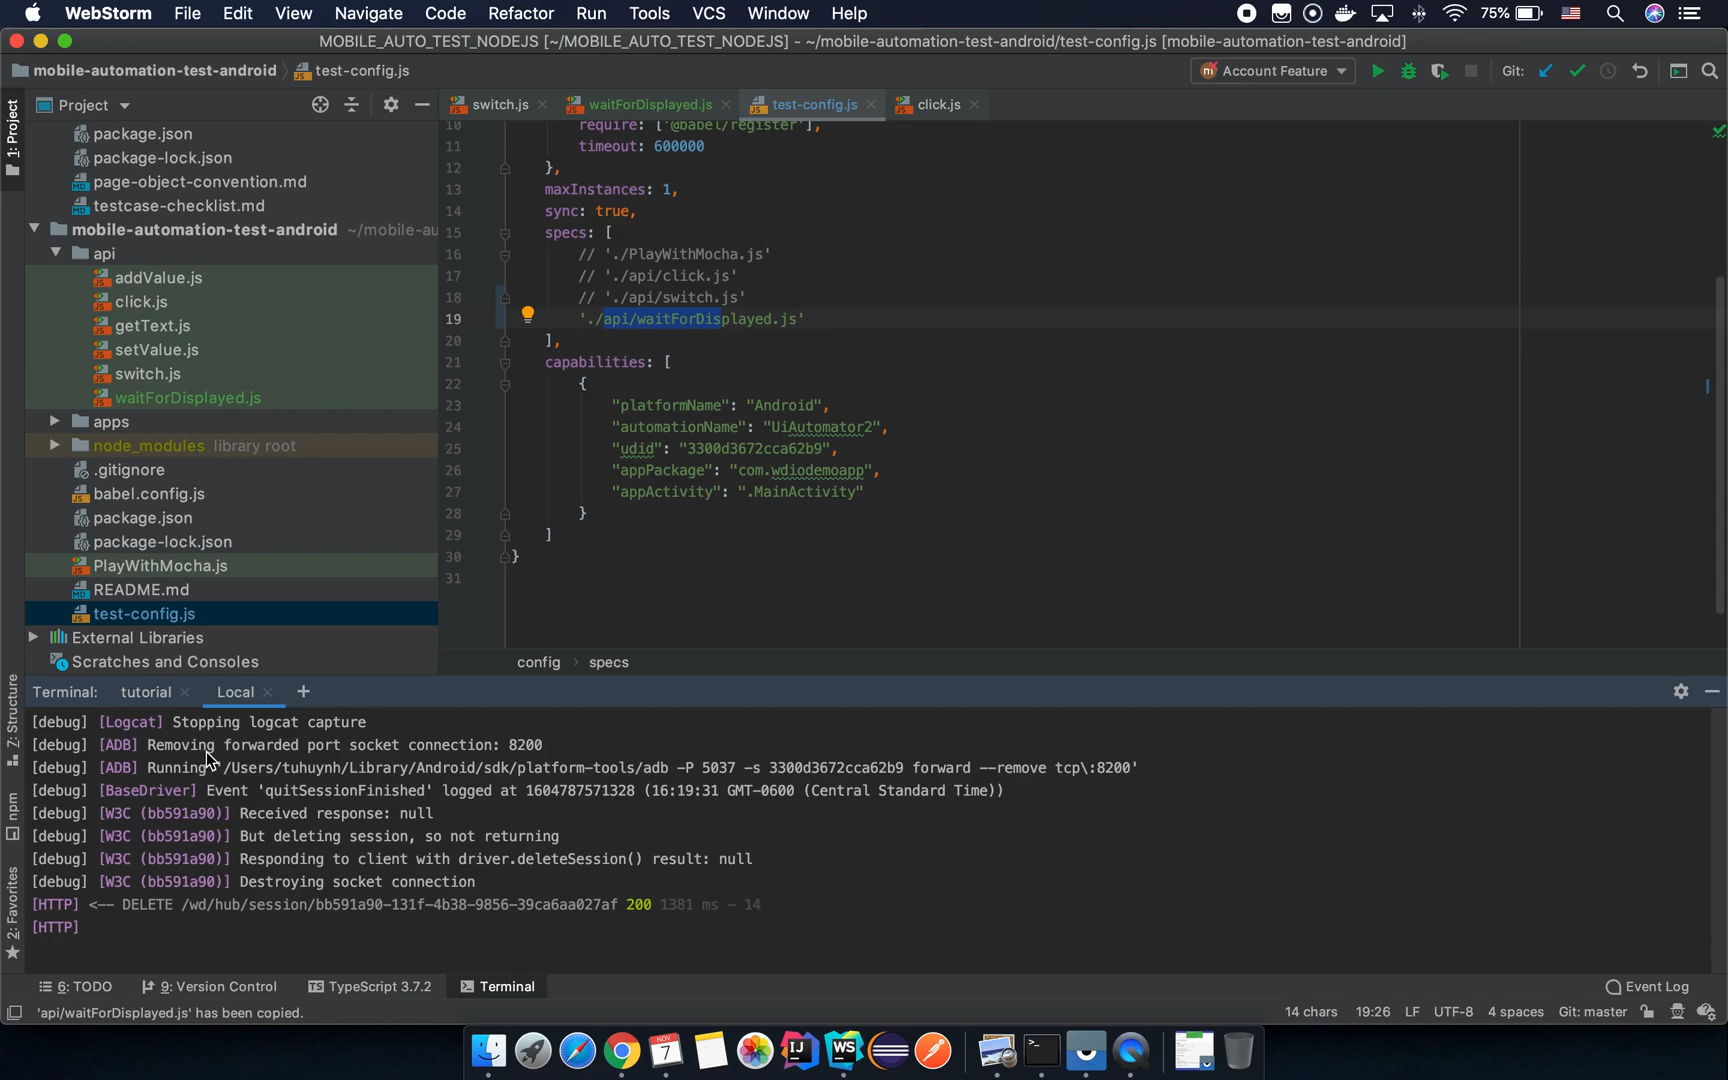 WebStorm File Edit View Navigate Code Refactor Run Tools VCS Window Help 75%
MOBILE_AUTO_TEST_NODEJS [~/MOBILE_AUTO_TEST_NODEJS] - ~/mobile-automation-test-android/test-config.js [mobile-automation-test-android]
mobile-automation-test-android test-config.js Account Feature Git:
1: Project
Project
switch.js waitForDisplayed.js test-config.js click.js
package.json
package-lock.json
page-object-convention.md
testcase-checklist.md
mobile-automation-test-android ~/mobile-au
api
addValue.js
click.js
getText.js
setValue.js
switch.js
waitForDisplayed.js
apps
node_modules library root
.gitignore
babel.config.js
package.json
package-lock.json
PlayWithMocha.js
README.md
test-config.js
External Libraries
Scratches and Consoles
10 require: ['@babel/register'],
11 timeout: 600000
12 },
13 maxInstances: 1,
14 sync: true,
15 specs: [
16 // './PlayWithMocha.js'
17 // './api/click.js'
18 // './api/switch.js'
19 './api/waitForDisplayed.js'
20 ],
21 capabilities: [
22 {
23 "platformName": "Android",
24 "automationName": "UiAutomator2",
25 "udid": "3300d3672cca62b9",
26 "appPackage": "com.wdiodemoapp",
27 "appActivity": ".MainActivity"
28 }
29 ]
30 }
31
config specs
Terminal: tutorial Local
[debug] [Logcat] Stopping logcat capture
[debug] [ADB] Removing forwarded port socket connection: 8200
[debug] [ADB] Running '/Users/tuhuynh/Library/Android/sdk/platform-tools/adb -P 5037 -s 3300d3672cca62b9 forward --remove tcp\:8200'
[debug] [BaseDriver] Event 'quitSessionFinished' logged at 1604787571328 (16:19:31 GMT-0600 (Central Standard Time))
[debug] [W3C (bb591a90)] Received response: null
[debug] [W3C (bb591a90)] But deleting session, so not returning
[debug] [W3C (bb591a90)] Responding to client with driver.deleteSession() result: null
[debug] [W3C (bb591a90)] Destroying socket connection
[HTTP] <-- DELETE /wd/hub/session/bb591a90-131f-4b38-9856-39ca6aa027af 200 1381 ms - 14
[HTTP]
Z: Structure
npm
2: Favorites
6: TODO 9: Version Control TypeScript 3.7.2 Terminal Event Log
'api/waitForDisplayed.js' has been copied. 14 chars 19:26 LF UTF-8 4 spaces Git: master
NOV
7
IJ
WS